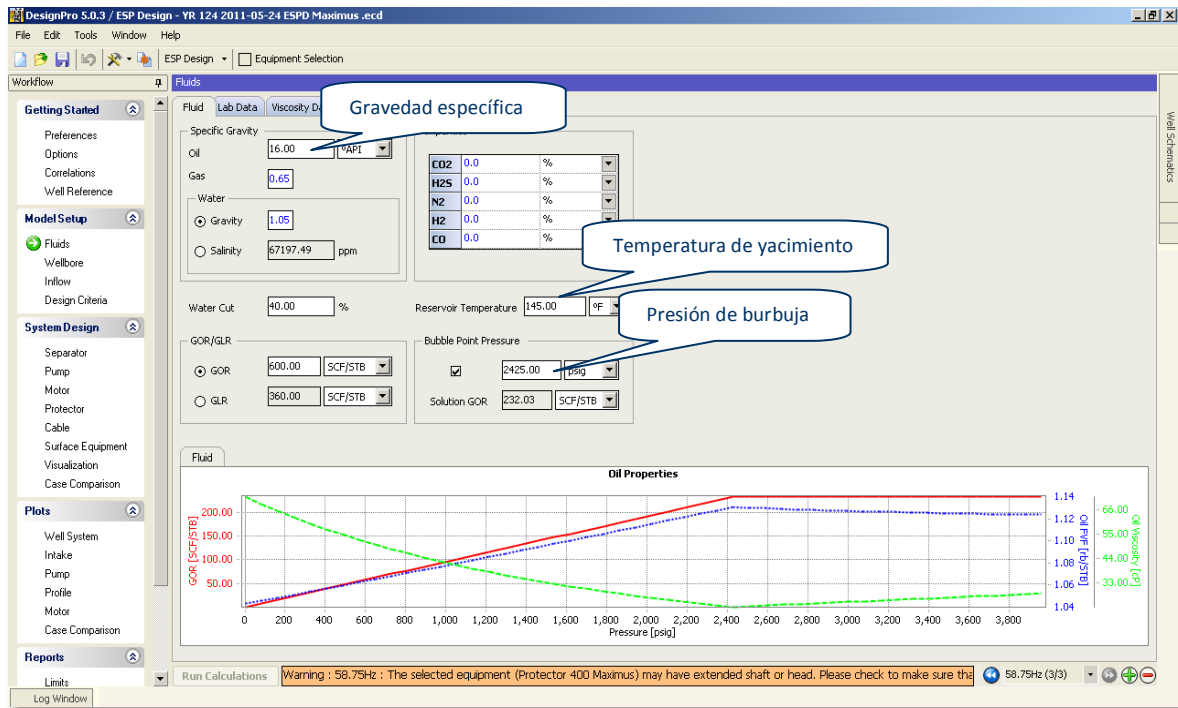 DesignPro 5.0.3 / ESP Design - YR 124 2011-05-24 ESPD Maximus .ecd
File Edit Tools Window Help
ESP Design Equipment Selection
Workflow
Fluids
Getting Started
Preferences
Options
Correlations
Well Reference
Model Setup
Fluids
Wellbore
Inflow
Design Criteria
System Design
Separator
Pump
Motor
Protector
Cable
Surface Equipment
Visualization
Case Comparison
Plots
Well System
Intake
Pump
Profile
Motor
Case Comparison
Reports
Limits
Log Window
Fluid Lab Data Viscosity
Gravedad específica
Specific Gravity
Oil 16.00 ºAPI
Gas 0.65
Water
Gravity 1.05
Salinity 67197.49 ppm
CO2 0.0 %
H2S 0.0 %
N2 0.0 %
H2 0.0 %
CO 0.0 %
Temperatura de yacimiento
Water Cut 40.00 %
Reservoir Temperature 145.00 ºF
Presión de burbuja
GOR/GLR
GOR 600.00 SCF/STB
GLR 360.00 SCF/STB
Bubble Point Pressure
2425.00 psig
Solution GOR 232.03 SCF/STB
Fluid
Oil Properties
GOR [SCF/STB]
200.00
150.00
100.00
50.00
1.14
1.12
1.10
1.08
1.06
1.04
Oil FVF [rb/STB]
66.00
55.00
44.00
33.00
Oil Viscosity [cP]
0 200 400 600 800 1,000 1,200 1,400 1,600 1,800 2,000 2,200 2,400 2,600 2,800 3,000 3,200 3,400 3,600 3,800
Pressure [psig]
Run Calculations
Warning : 58.75Hz : The selected equipment (Protector 400 Maximus) may have extended shaft or head. Please check to make sure tha
58.75Hz (3/3)
Well Schematics